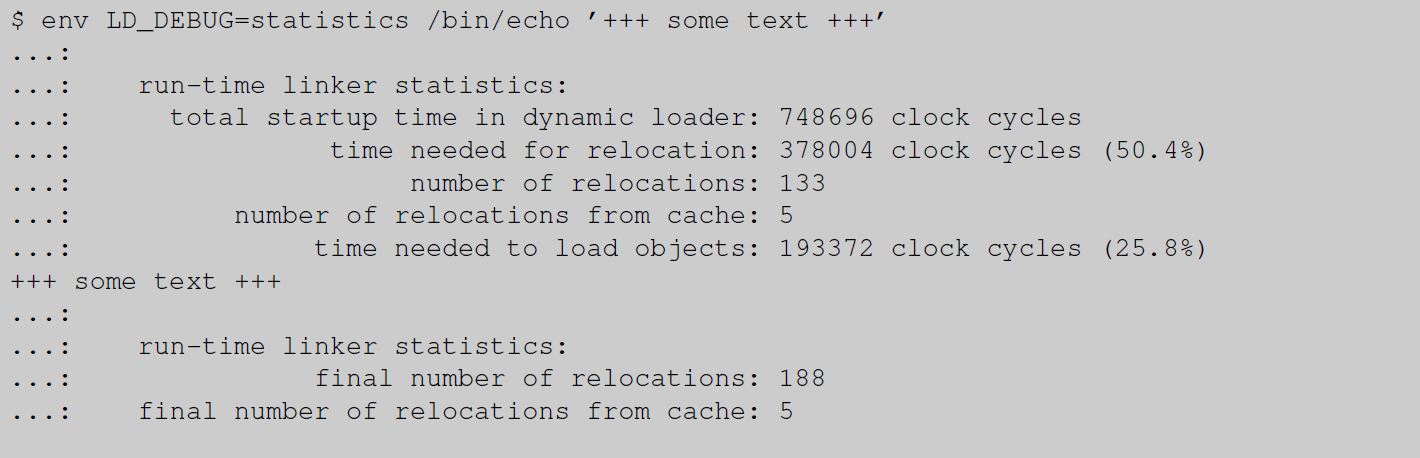 $ env LD_DEBUG=statistics /bin/echo ’+++ some text +++’
...:
...: run-time linker statistics:
...: total startup time in dynamic loader: 748696 clock cycles
...: time needed for relocation: 378004 clock cycles (50.4%)
...: number of relocations: 133
...: number of relocations from cache: 5
...: time needed to load objects: 193372 clock cycles (25.8%)
+++ some text +++
...:
...: run-time linker statistics:
...: final number of relocations: 188
...: final number of relocations from cache: 5